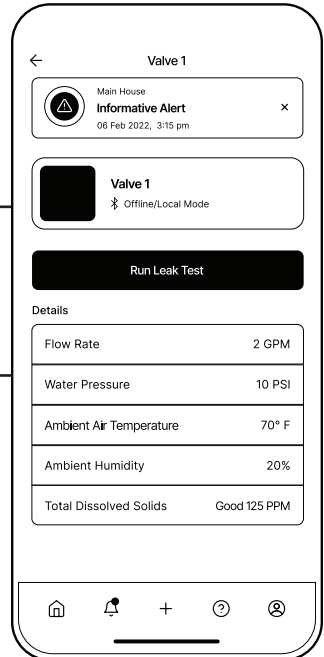 Valve 1
Main House
Informative Alert
06 Feb 2022, 3:15 pm
Valve 1
Offline/Local Mode
Run Leak Test
Details
Flow Rate 2 GPM
Water Pressure 10 PSI
Ambient Air Temperature 70° F
Ambient Humidity 20%
Total Dissolved Solids Good 125 PPM